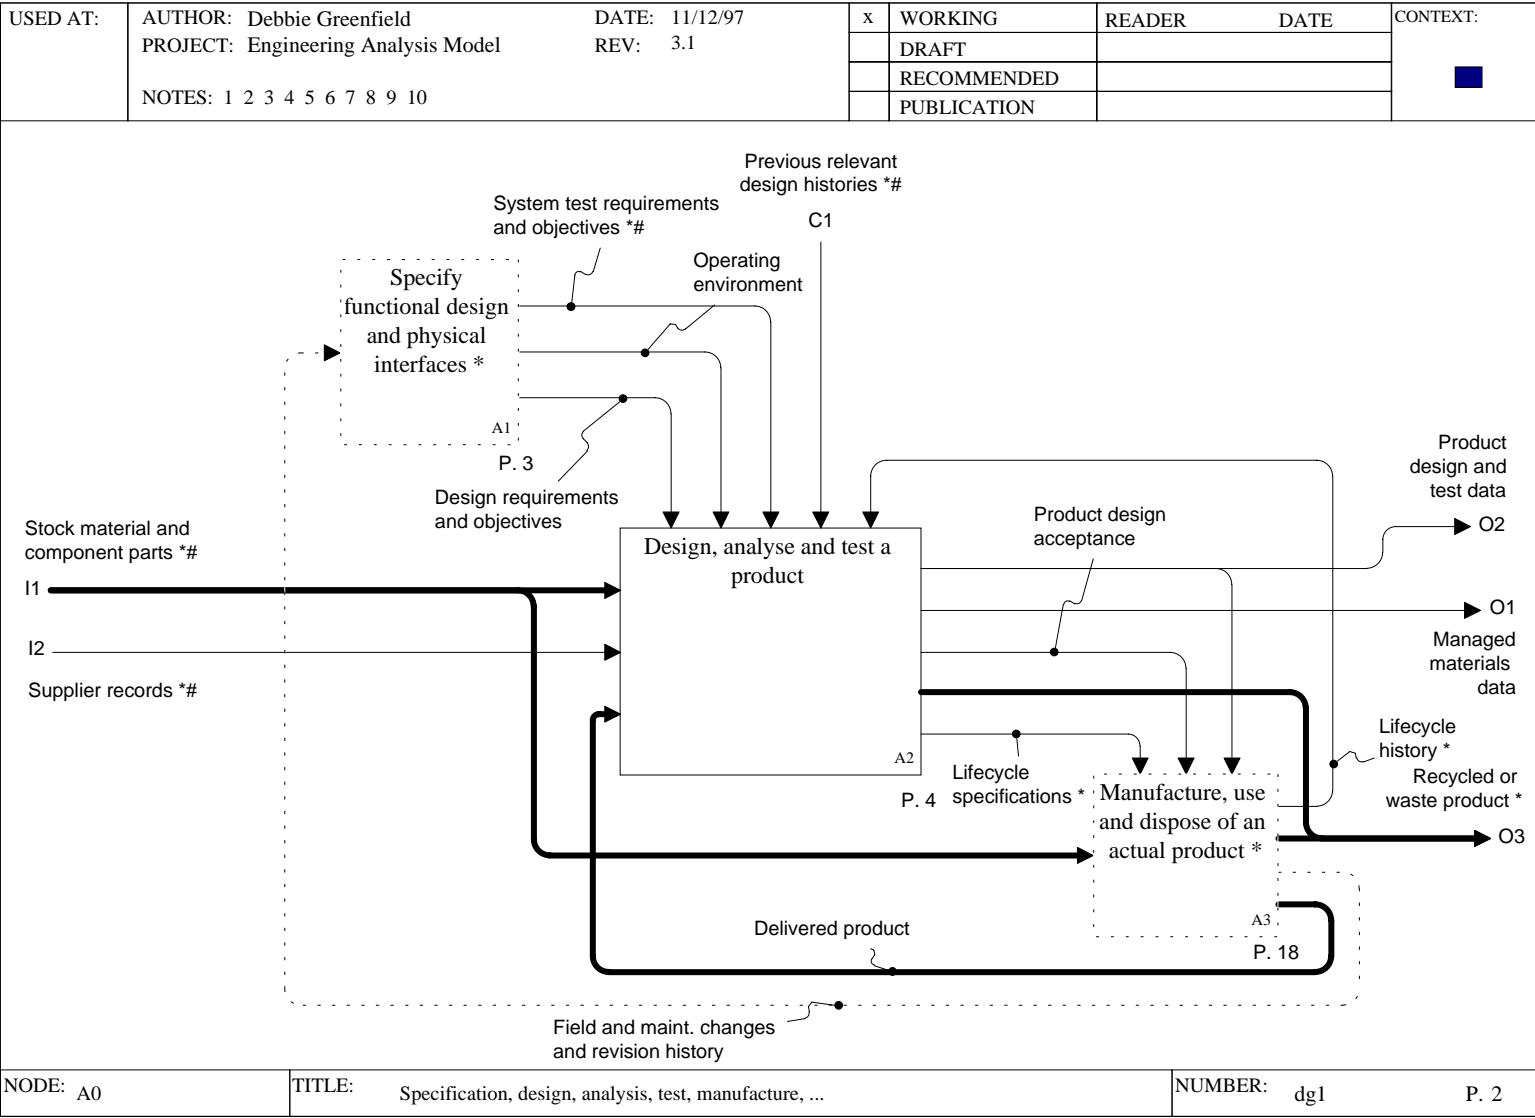 USED AT:
AUTHOR: Debbie Greenfield
DATE: 11/12/97
PROJECT: Engineering Analysis Model
REV: 3.1
NOTES: 1 2 3 4 5 6 7 8 9 10
x WORKING
DRAFT
RECOMMENDED
PUBLICATION
READER DATE
CONTEXT:
Previous relevant
design histories *#
C1
System test requirements
and objectives *#
Operating
environment
Specify
functional design
and physical
interfaces *
A1
P. 3
Design requirements
and objectives
Product
design and
test data
O2
Stock material and
component parts *#
I1
Product design
acceptance
Design, analyse and test a
product
A2
P. 4
O1
Managed
materials
data
I2
Supplier records *#
Lifecycle
history *
Lifecycle
specifications *
Recycled or
waste product *
O3
Manufacture, use
and dispose of an
actual product *
A3
P. 18
Delivered product
Field and maint. changes
and revision history
NODE: A0
TITLE: Specification, design, analysis, test, manufacture, ...
NUMBER: dg1
P. 2